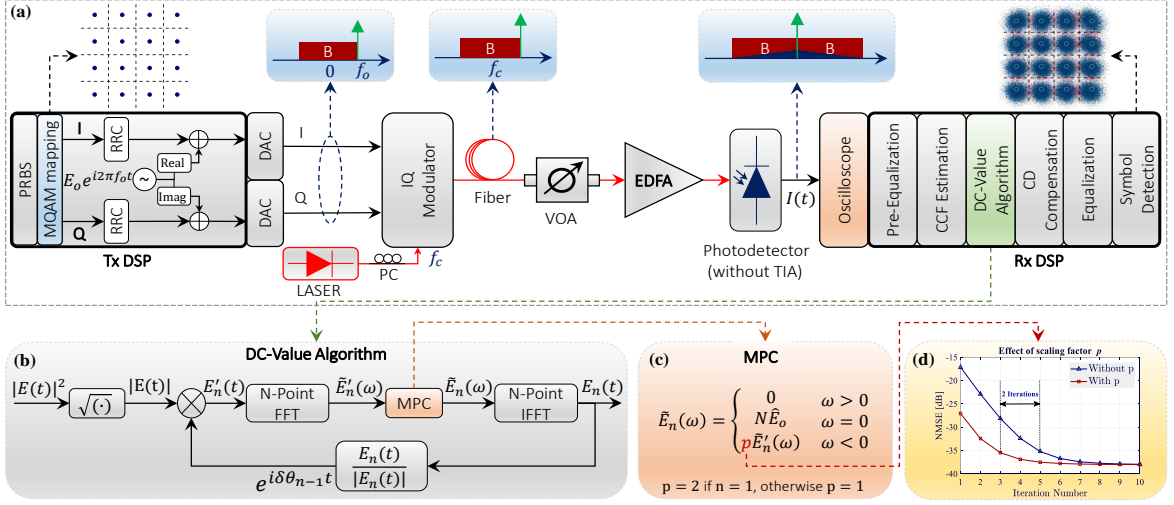 (a)
B
0
f_o
B
f_c
B
B
PRBS
MQAM mapping
I
RRC
E_o e^{i2πf_o t}
~
Real
Imag
Q
RRC
+
+
DAC
DAC
I
Q
Tx DSP
LASER
PC
f_c
IQ
Modulator
Fiber
VOA
EDFA
I(t)
Photodetector
(without TIA)
Oscilloscope
Pre-Equalization
CCF Estimation
DC-Value
Algorithm
CD
Compensation
Equalization
Symbol
Detection
Rx DSP
(b)
DC-Value Algorithm
|E(t)|²
√(·)
|E(t)|
E′_n(t)
N-Point
FFT
Ẽ′_n(ω)
MPC
Ẽ_n(ω)
N-Point
IFFT
E_n(t)
e^{iδθ_{n−1}t}
E_n(t)
|E_n(t)|
(c)
MPC
0 ω > 0
Ẽ_n(ω) = { NÊ_o ω = 0
pẼ′_n(ω) ω < 0
p = 2 if n = 1, otherwise p = 1
(d)
Effect of scaling factor p
Without p
With p
2 Iterations
NMSE [dB]
-15
-20
-25
-30
-35
-40
1 2 3 4 5 6 7 8 9 10
Iteration Number